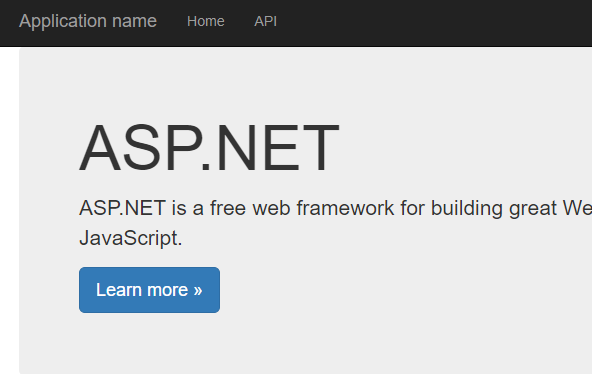 Application name Home API
ASP.NET
ASP.NET is a free web framework for building great We
JavaScript.
Learn more »